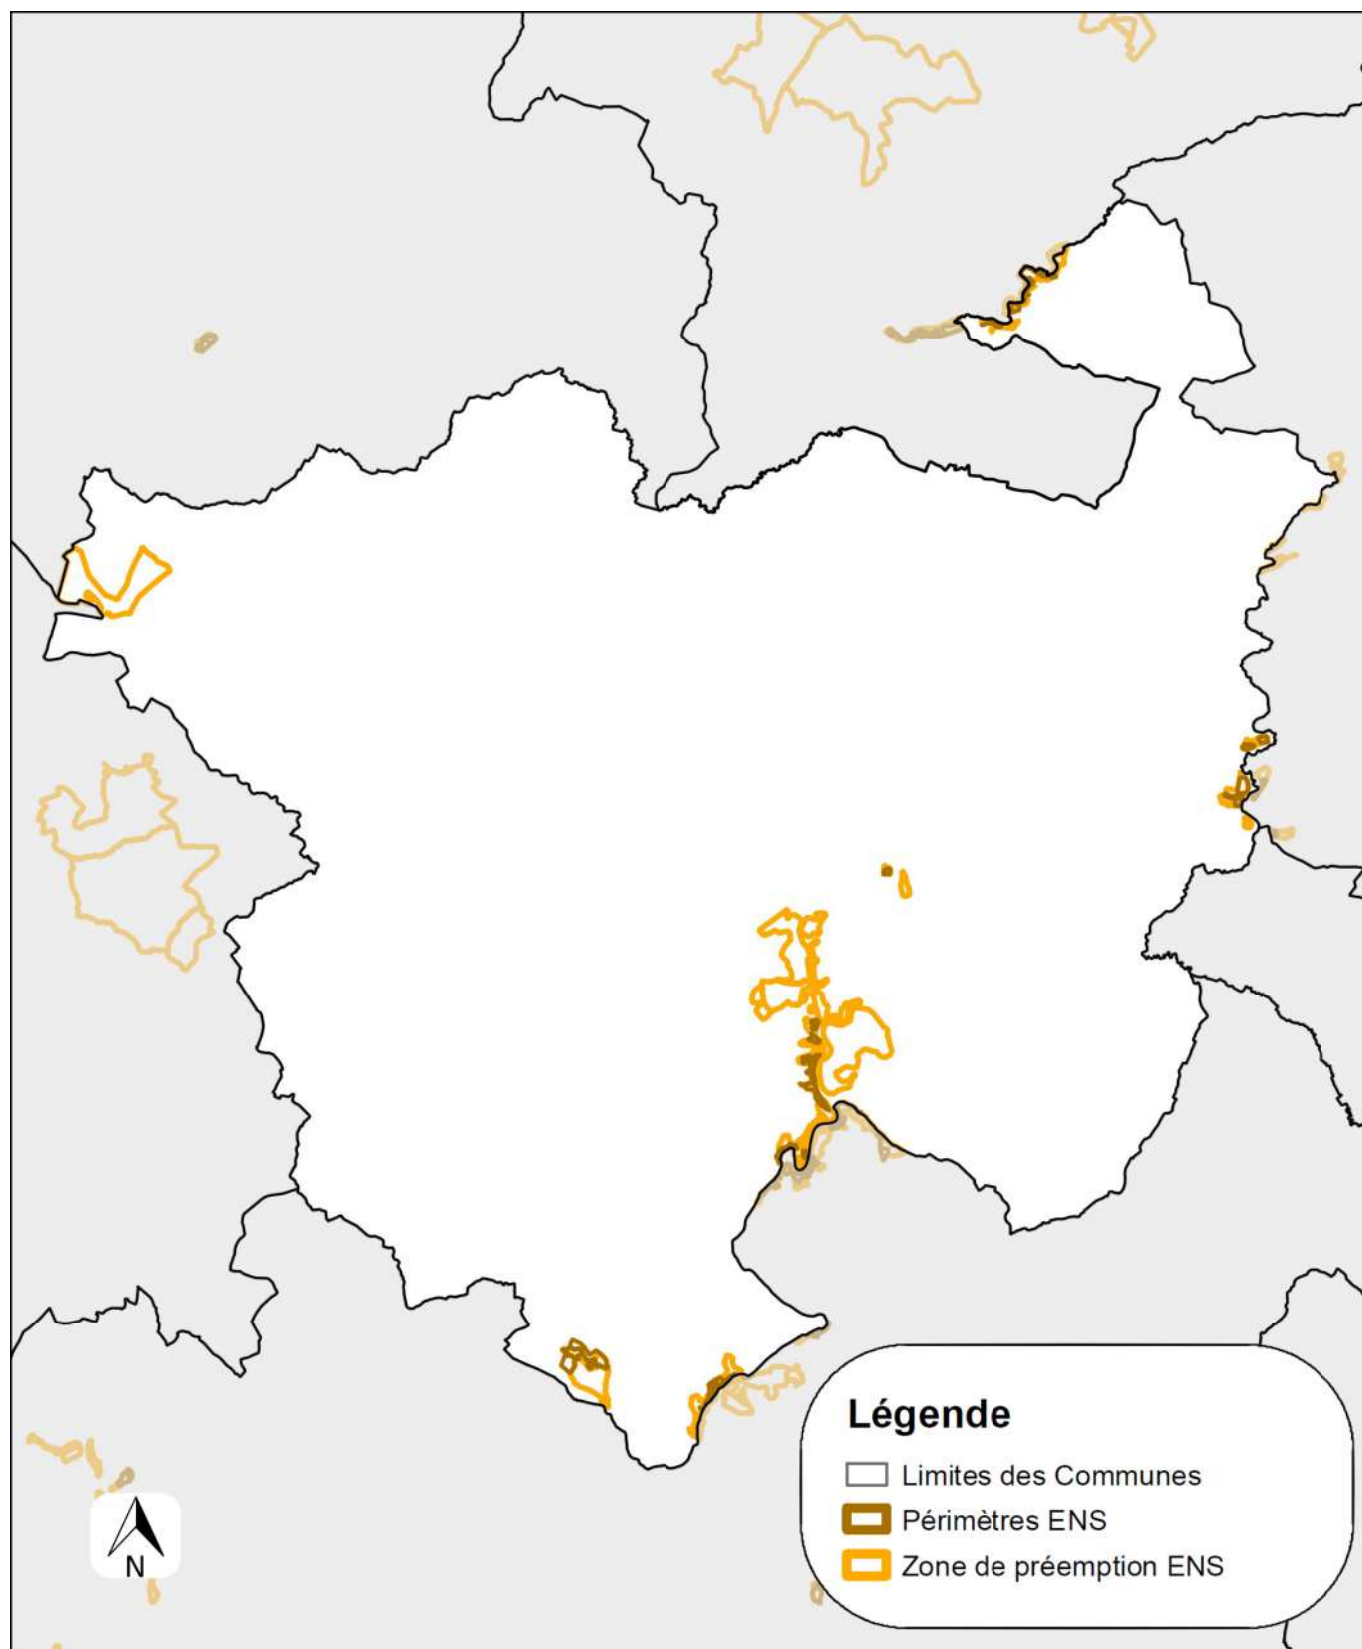 Légende
Limites des Communes
Périmètres ENS
Zone de préemption ENS
N